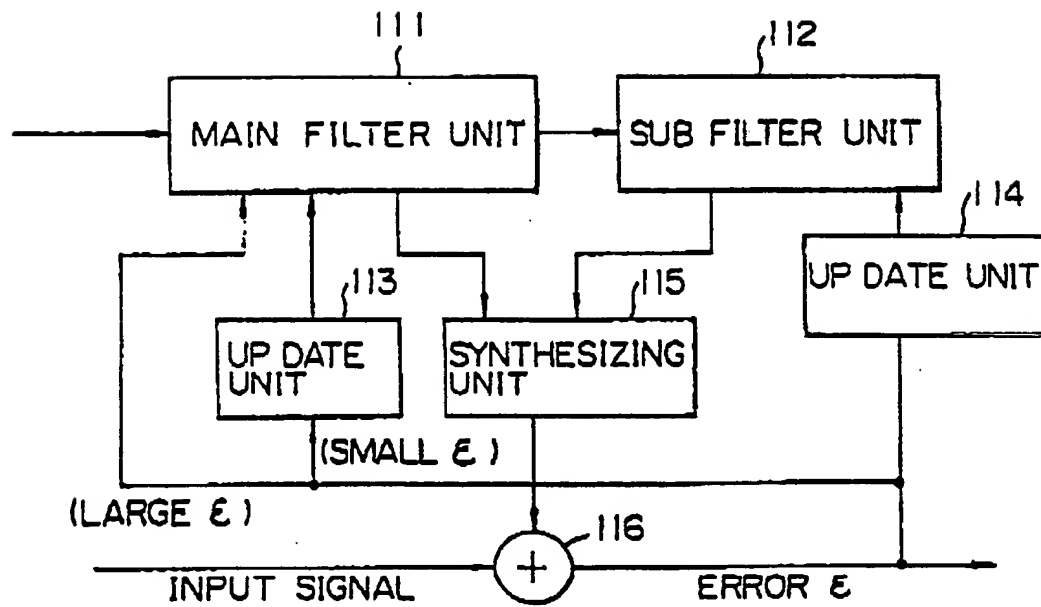 111
112
MAIN FILTER UNIT
SUB FILTER UNIT
114
UP DATE UNIT
113
115
UP DATE
UNIT
SYNTHESIZING
UNIT
(SMALL ε)
(LARGE ε)
116
+
INPUT SIGNAL
ERROR ε